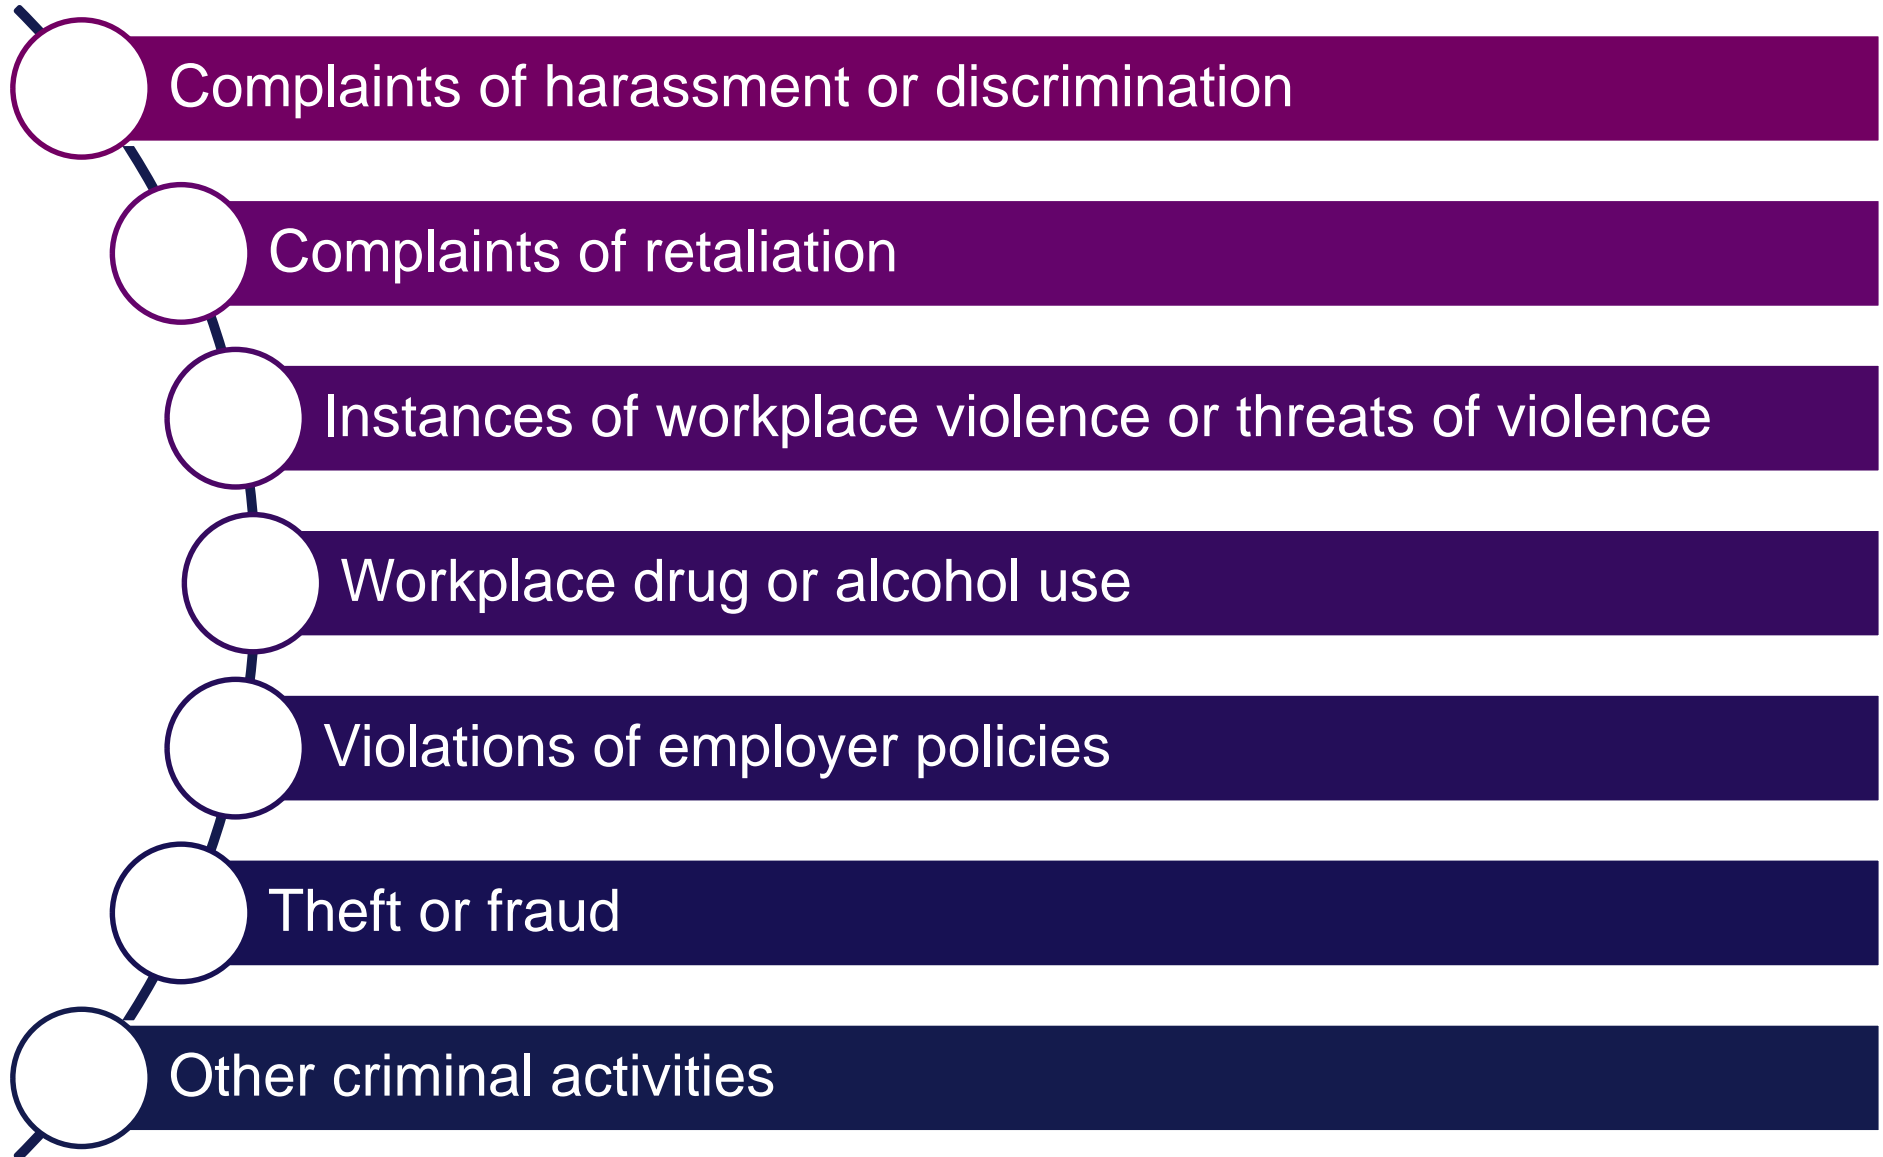 Complaints of harassment or discrimination
Complaints of retaliation
Instances of workplace violence or threats of violence
Workplace drug or alcohol use
Violations of employer policies
Theft or fraud
Other criminal activities